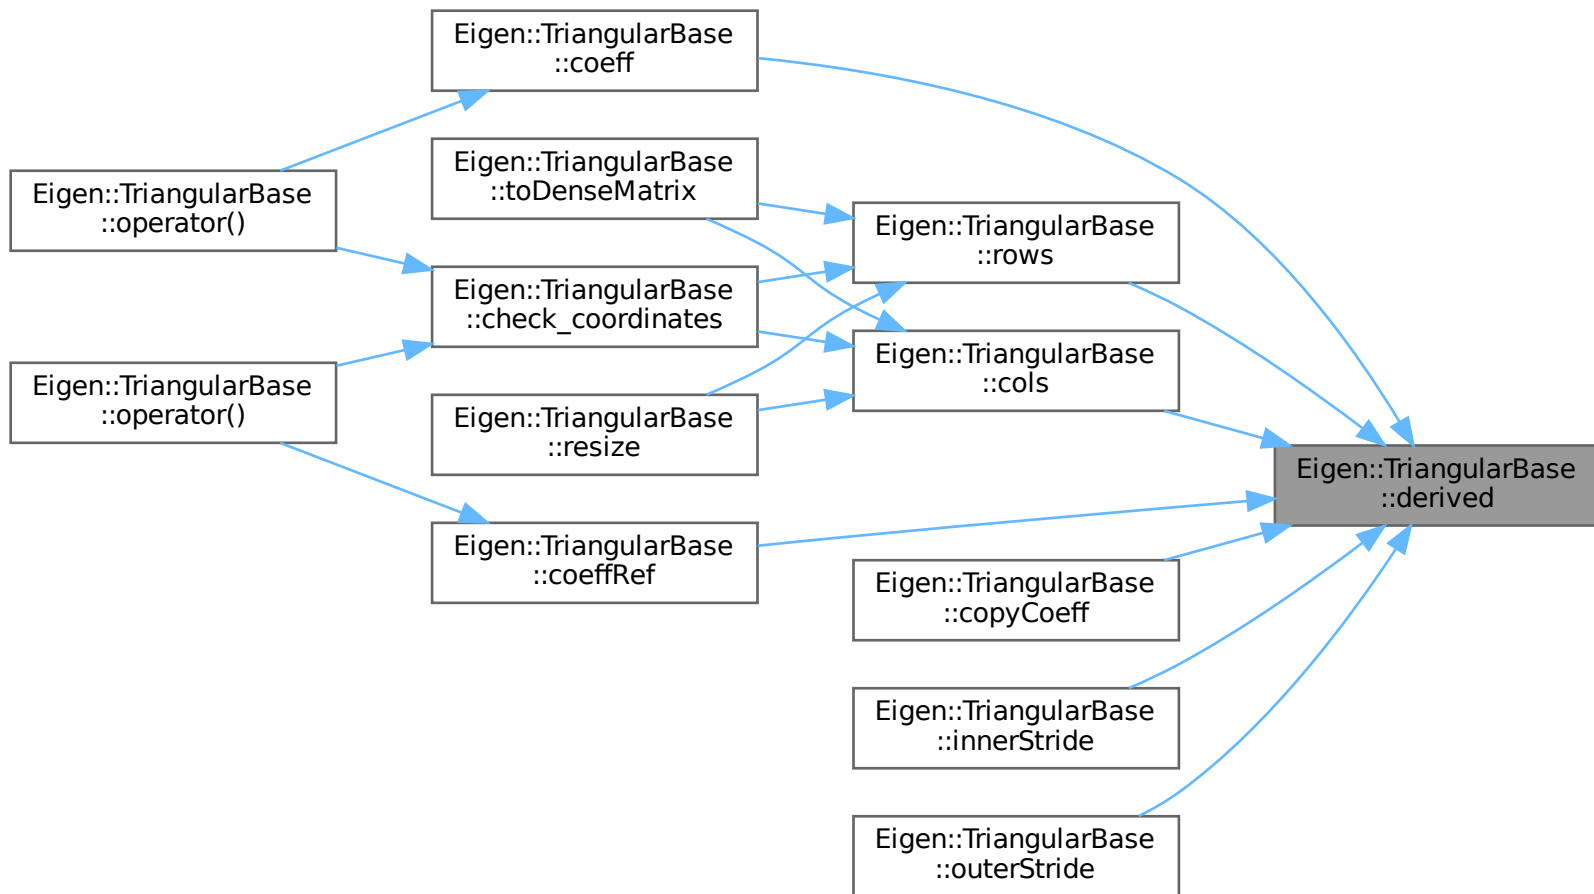 Eigen::TriangularBase
::coeff
Eigen::TriangularBase
::toDenseMatrix
Eigen::TriangularBase
::operator()
Eigen::TriangularBase
::rows
Eigen::TriangularBase
::check_coordinates
Eigen::TriangularBase
::cols
Eigen::TriangularBase
::operator()
Eigen::TriangularBase
::resize
Eigen::TriangularBase
::derived
Eigen::TriangularBase
::coeffRef
Eigen::TriangularBase
::copyCoeff
Eigen::TriangularBase
::innerStride
Eigen::TriangularBase
::outerStride